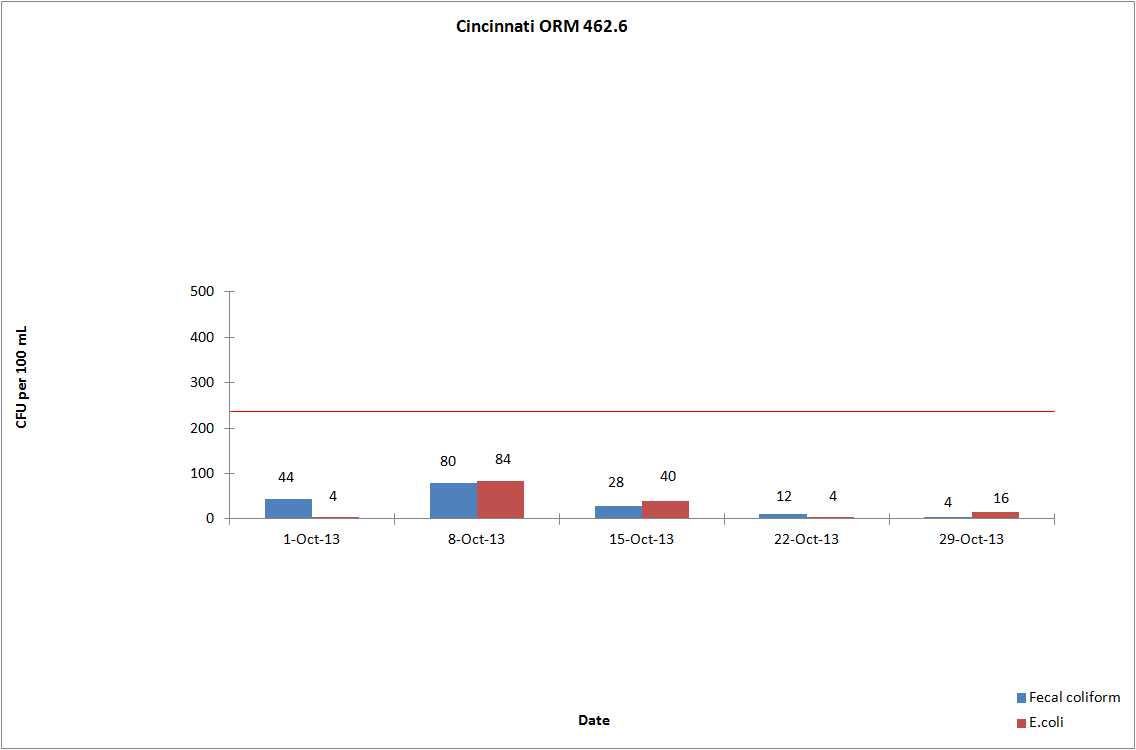 Cincinnati ORM 462.6
CFU per 100 mL
500
400
300
200
100
0
44
4
80
84
28
40
12
4
4
16
1-Oct-13
8-Oct-13
15-Oct-13
22-Oct-13
29-Oct-13
Date
Fecal coliform
E.coli